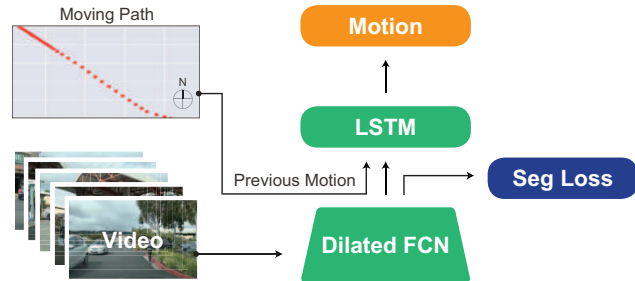 Moving Path
N
Motion
LSTM
Previous Motion
Seg Loss
Video
Dilated FCN